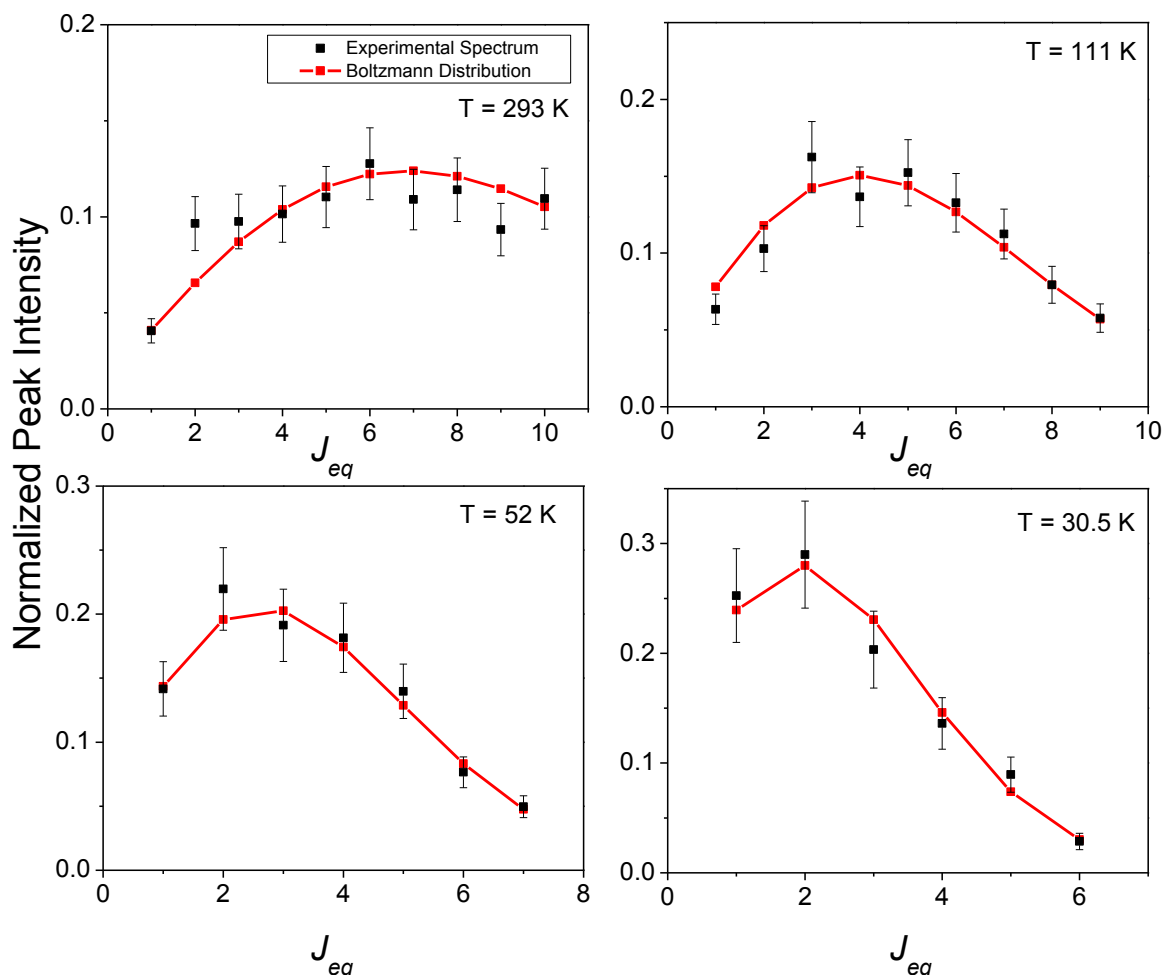 Normalized Peak Intensity
0.2
0.1
0.0
Experimental Spectrum
Boltzmann Distribution
T = 293 K
0 2 4 6 8 10
J eq
0.2
0.1
0.0
T = 111 K
0 2 4 6 8 10
J eq
0.3
0.2
0.1
0.0
T = 52 K
0 2 4 6 8
J eq
0.3
0.2
0.1
0.0
T = 30.5 K
0 2 4 6
J eq